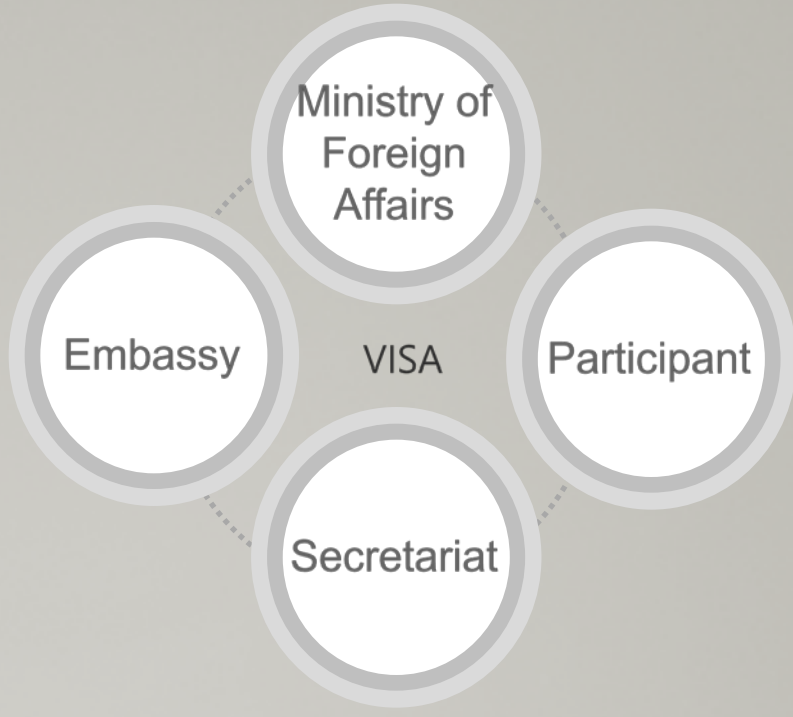 Ministry of
Foreign
Affairs
Embassy
VISA
Participant
Secretariat